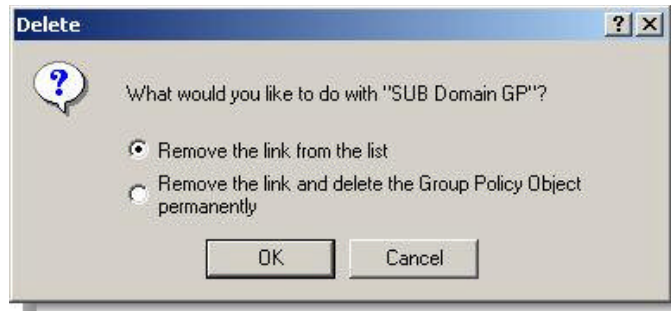 Delete
What would you like to do with "SUB Domain GP"?
Remove the link from the list
Remove the link and delete the Group Policy Object
permanently
OK
Cancel